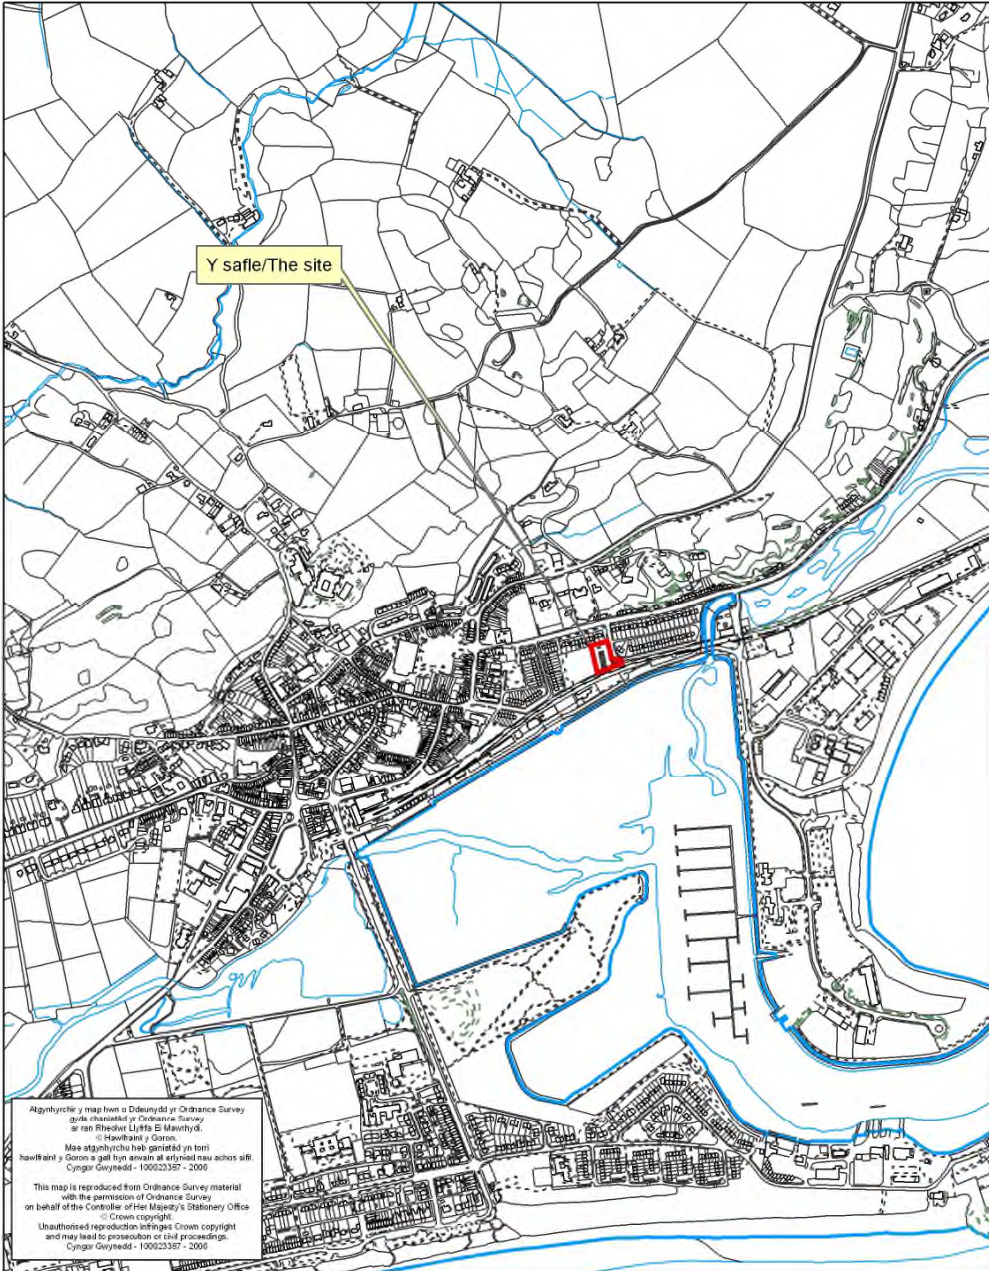 Y safle/The site
Atgynhyrchir y map hwn o Ddeunydd yr Ordnance Survey
gyda chaniatâd yr Ordnance Survey
ar ran Rheolwr Llyfrfa Ei Mawrhydi.
© Hawlfraint y Goron.
Mae atgynhyrchu heb ganiatâd yn torri
hawlfraint y Goron a gall hyn arwain at erlyniad neu achos sifil.
Cyngor Gwynedd - 100023387 - 2006
This map is reproduced from Ordnance Survey material
with the permission of Ordnance Survey
on behalf of the Controller of Her Majesty's Stationery Office
© Crown copyright.
Unauthorised reproduction infringes Crown copyright
and may lead to prosecution or civil proceedings.
Cyngor Gwynedd - 100023387 - 2006